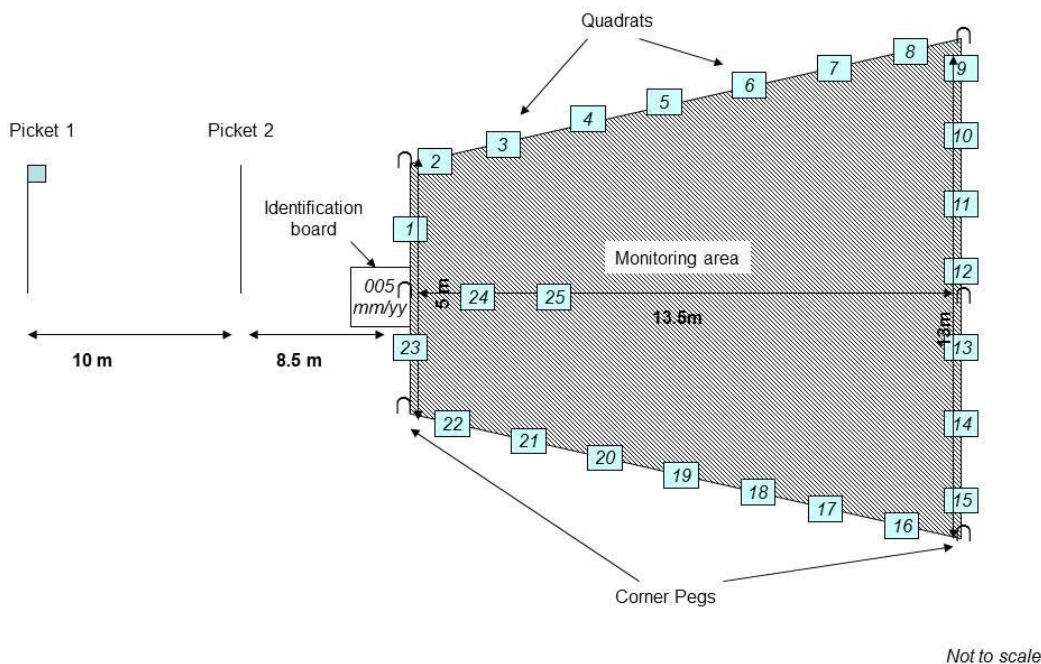 Quadrats
Picket 1
Picket 2
Identification
board
005
mm/yy
10 m
8.5 m
5 m
1
2
3
4
5
6
7
8
9
10
11
12
13
14
15
16
17
18
19
20
21
22
23
24
25
Monitoring area
13.5m
13m
Corner Pegs
Not to scale